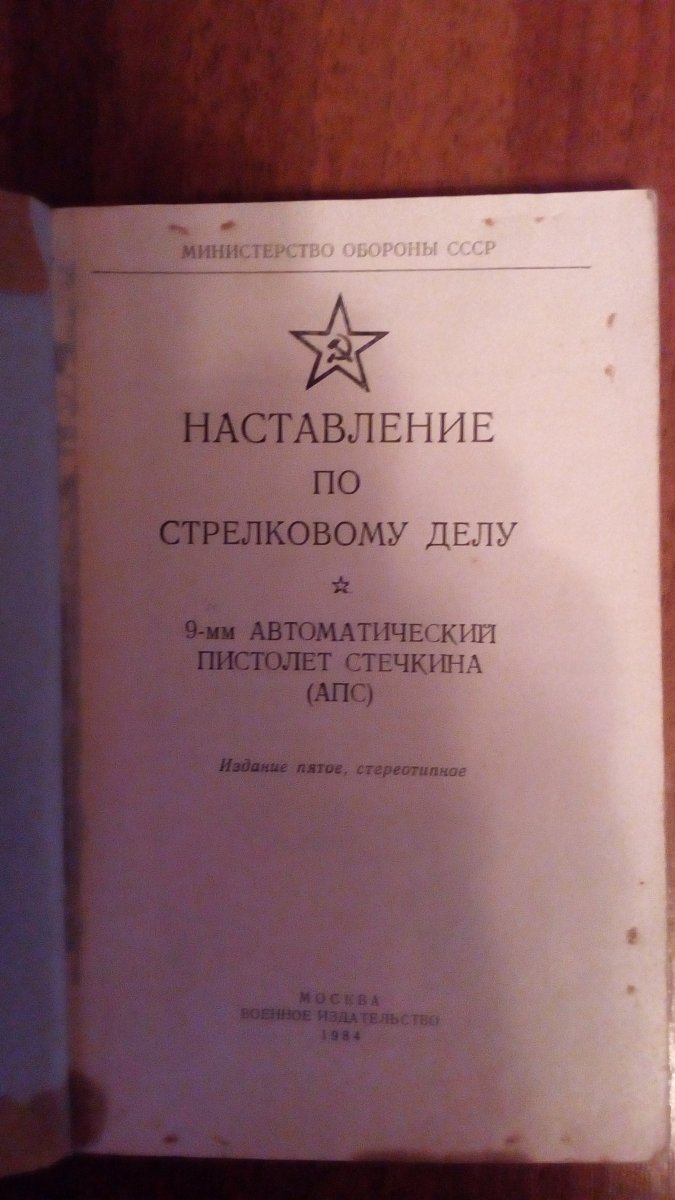 МИНИСТЕРСТВО ОБОРОНЫ СССР
НАСТАВЛЕНИЕ
ПО
СТРЕЛКОВОМУ ДЕЛУ
9-мм АВТОМАТИЧЕСКИЙ
ПИСТОЛЕТ СТЕЧКИНА
(АПС)
Издание пятое, стереотипное
МОСКВА
ВОЕННОЕ ИЗДАТЕЛЬСТВО
1984